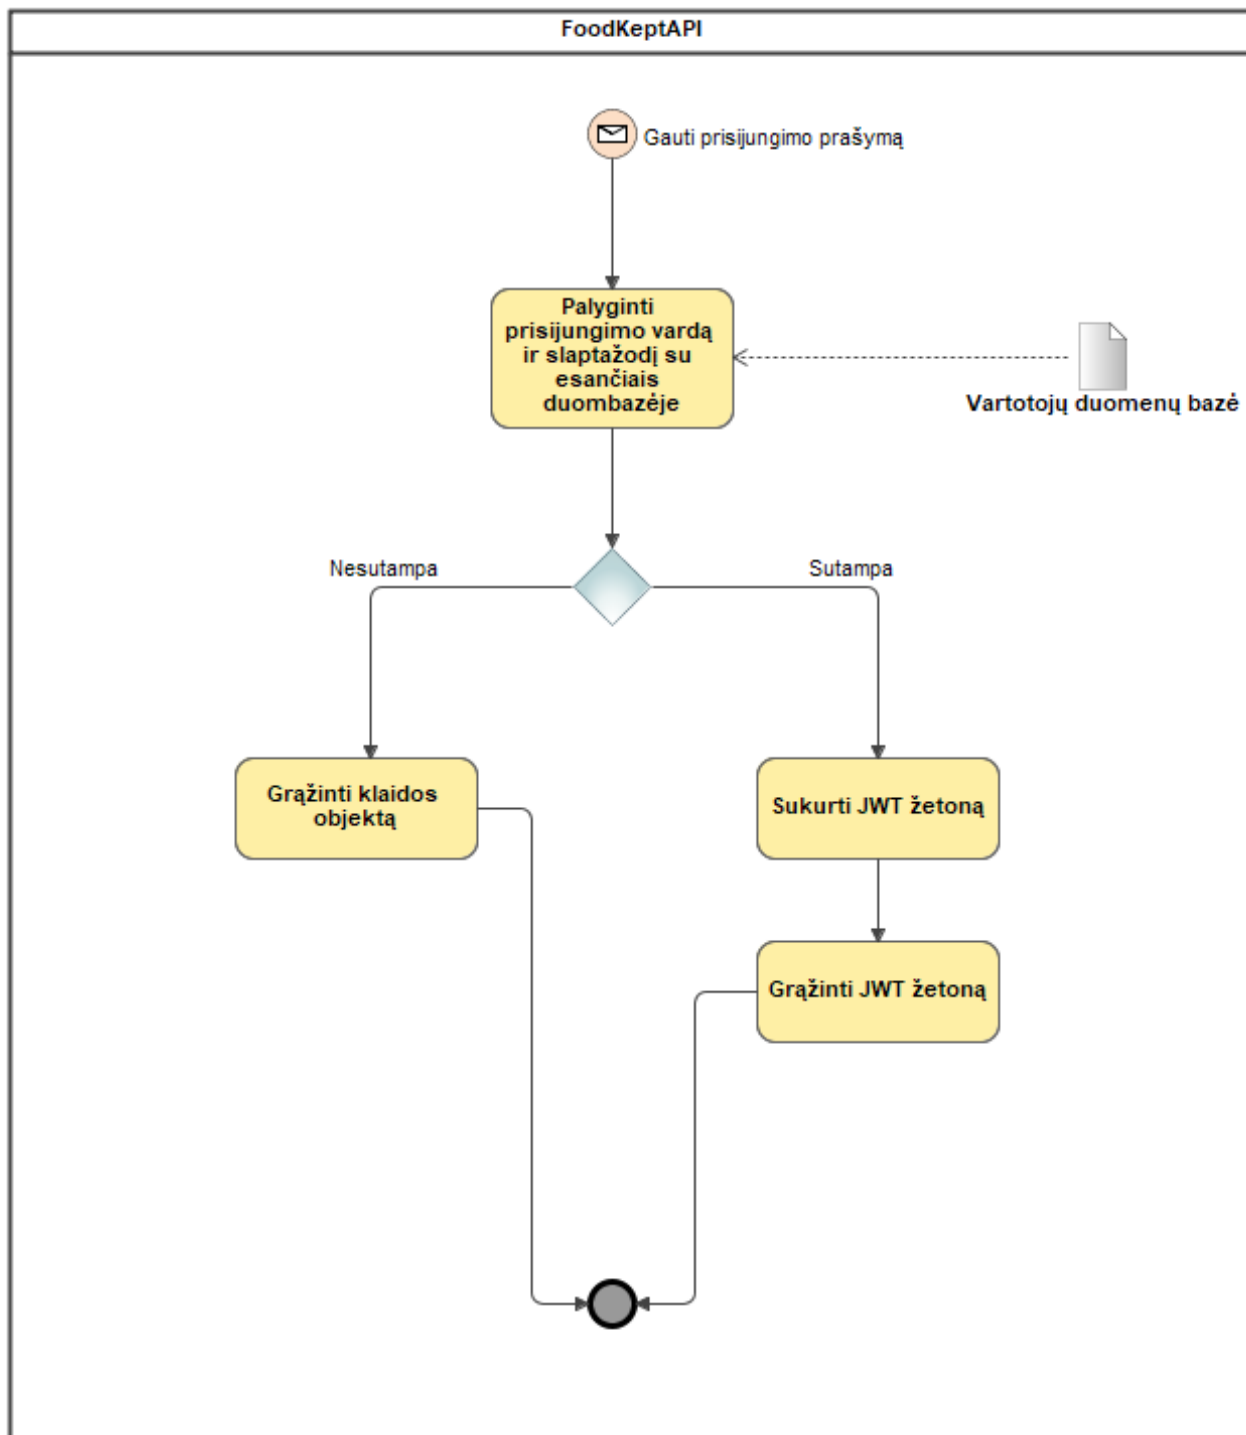 FoodKeptAPI
Gauti prisijungimo prašymą
Palyginti
prisijungimo vardą
ir slaptažodį su
esančiais
duombazėje
Vartotojų duomenų bazė
Nesutampa
Sutampa
Grąžinti klaidos
objektą
Sukurti JWT žetoną
Grąžinti JWT žetoną